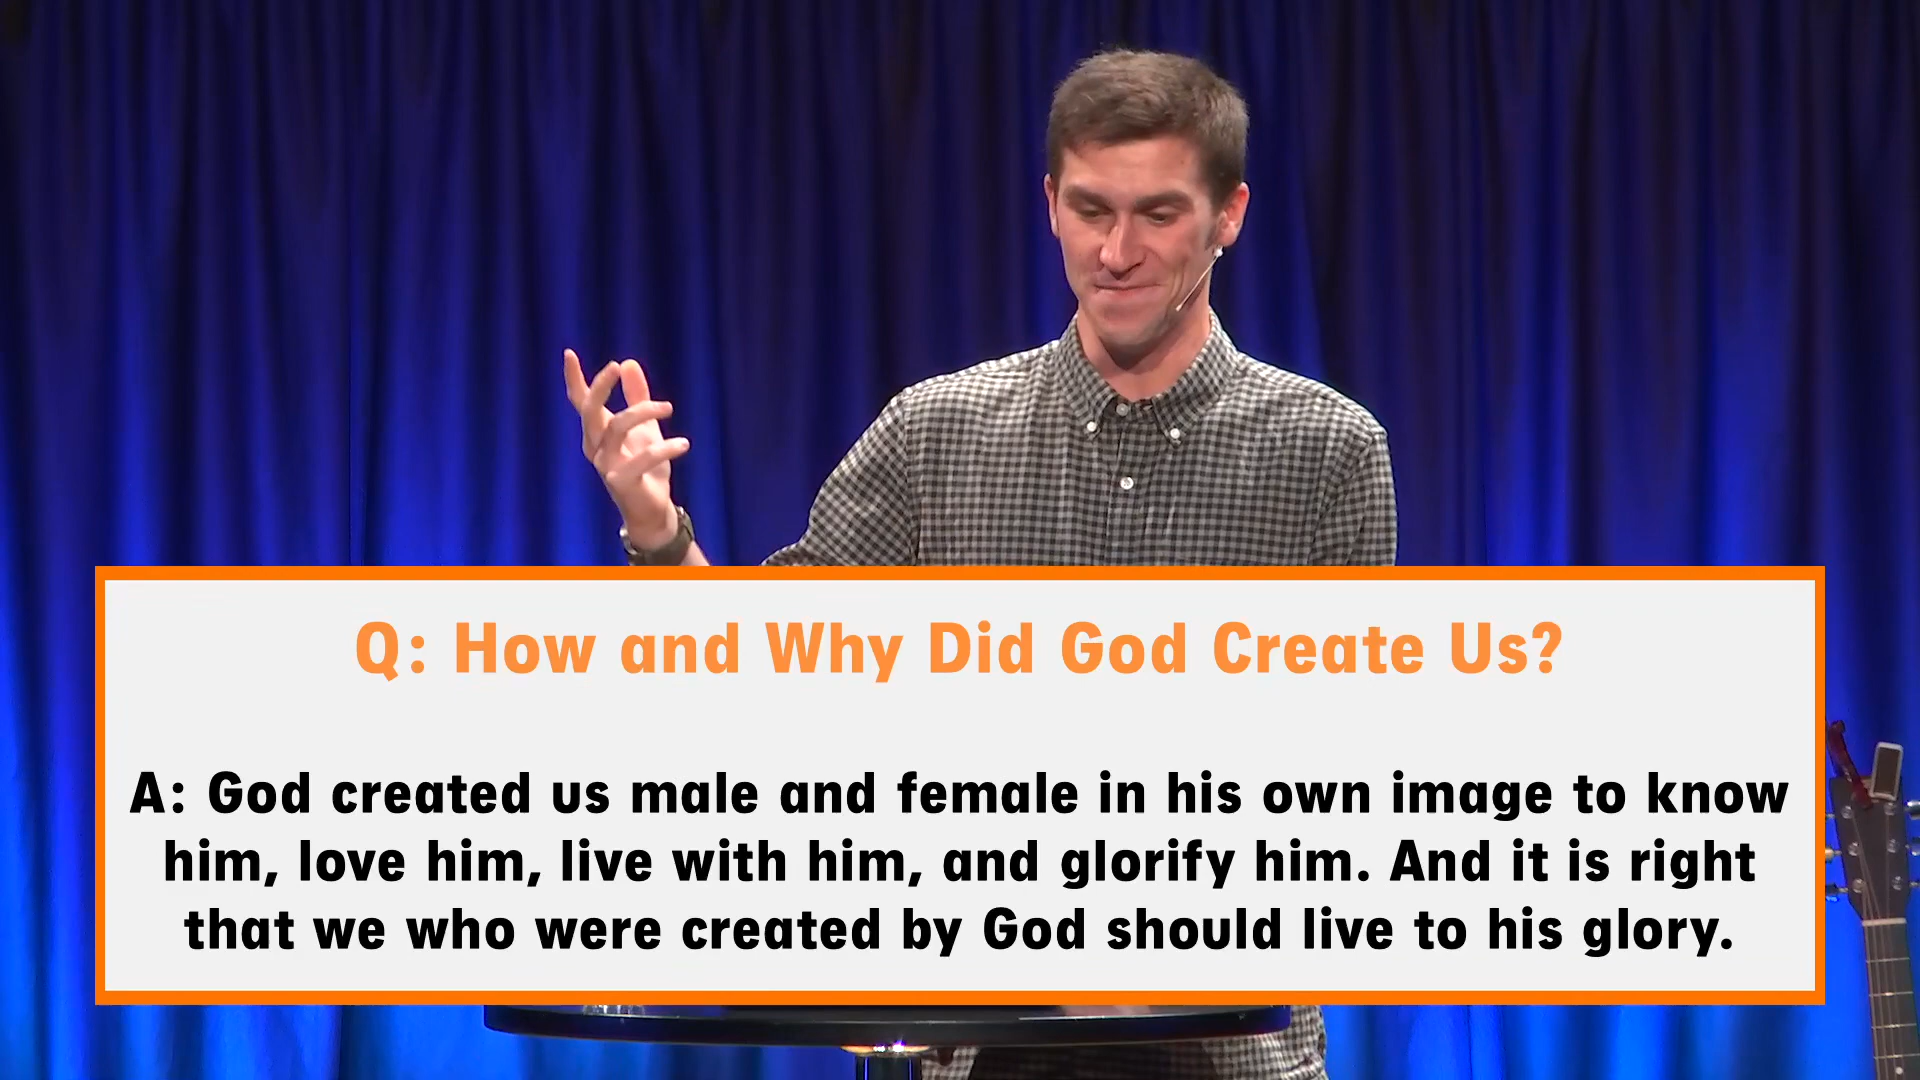 Q: How and Why Did God Create Us?
A: God created us male and female in his own image to know
him, love him, live with him, and glorify him. And it is right
that we who were created by God should live to his glory.